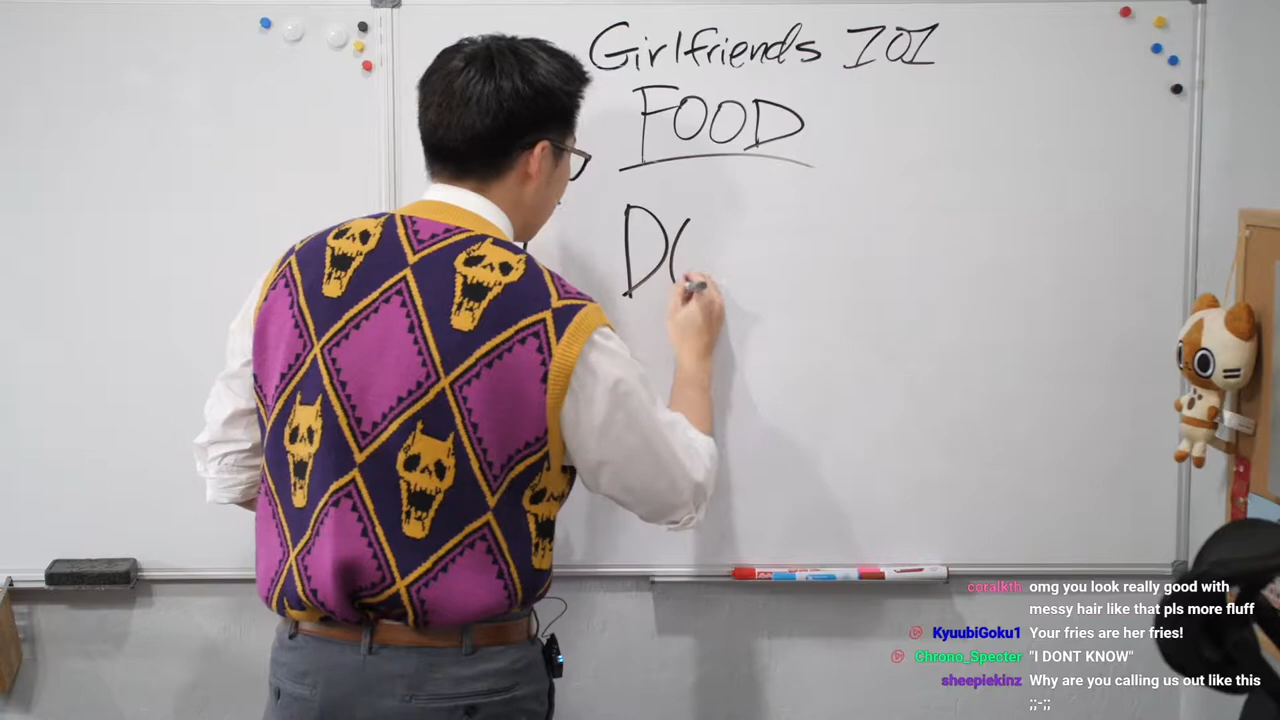 Girlfriends 101
FOOD
DO
coralkth omg you look really good with
messy hair like that pls more fluff
KyuubiGoku1 Your fries are her fries!
Chrono_Specter "I DONT KNOW"
sheepiekinz Why are you calling us out like this
;;-;;